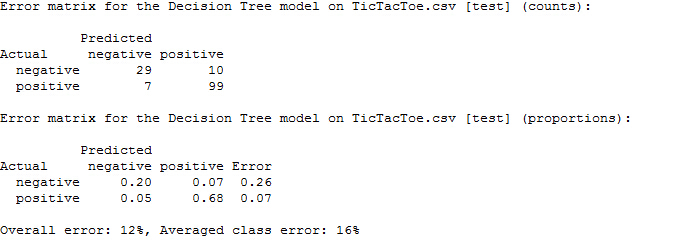 Error matrix for the Decision Tree model on TicTacToe.csv [test] (counts):
Predicted
Actual negative positive
negative 29 10
positive 7 99
Error matrix for the Decision Tree model on TicTacToe.csv [test] (proportions):
Predicted
Actual negative positive Error
negative 0.20 0.07 0.26
positive 0.05 0.68 0.07
Overall error: 12%, Averaged class error: 16%